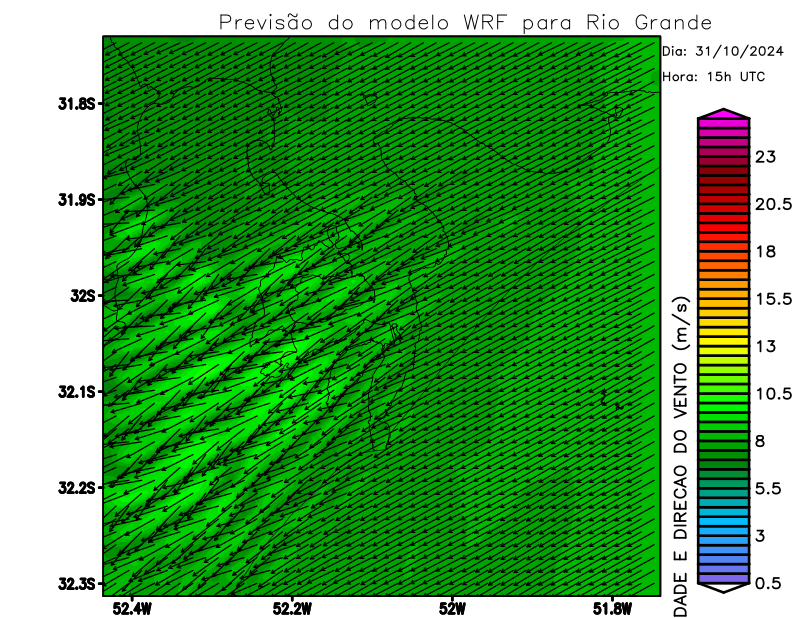 Previsão do modelo WRF para Rio Grande
Dia: 31/10/2024
Hora: 15h UTC
31.8S
31.9S
32S
32.1S
32.2S
32.3S
52.4W
52.2W
52W
51.8W
DADE E DIRECAO DO VENTO (m/s)
23
20.5
18
15.5
13
10.5
8
5.5
3
0.5